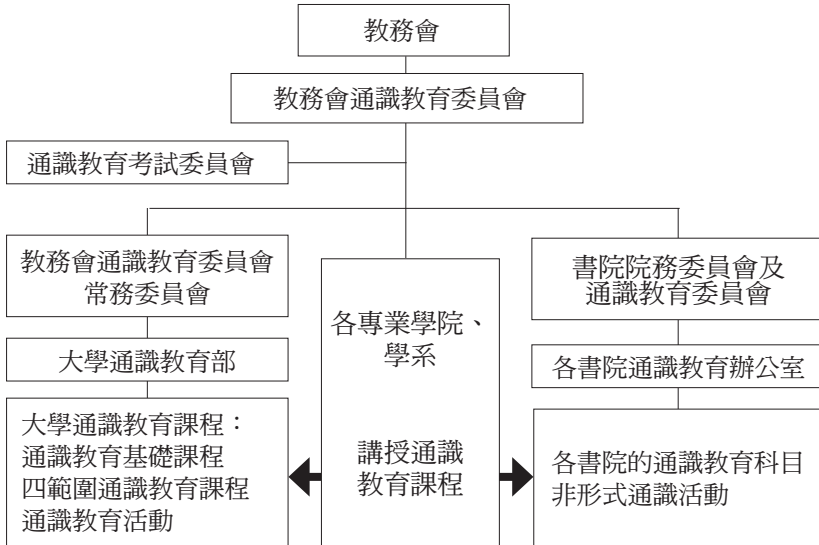 教務會
教務會通識教育委員會
通識教育考試委員會
教務會通識教育委員會
常務委員會
大學通識教育部
大學通識教育課程：
通識教育基礎課程
四範圍通識教育課程
通識教育活動
各專業學院、
學系
講授通識
教育課程
書院院務委員會及
通識教育委員會
各書院通識教育辦公室
各書院的通識教育科目
非形式通識活動